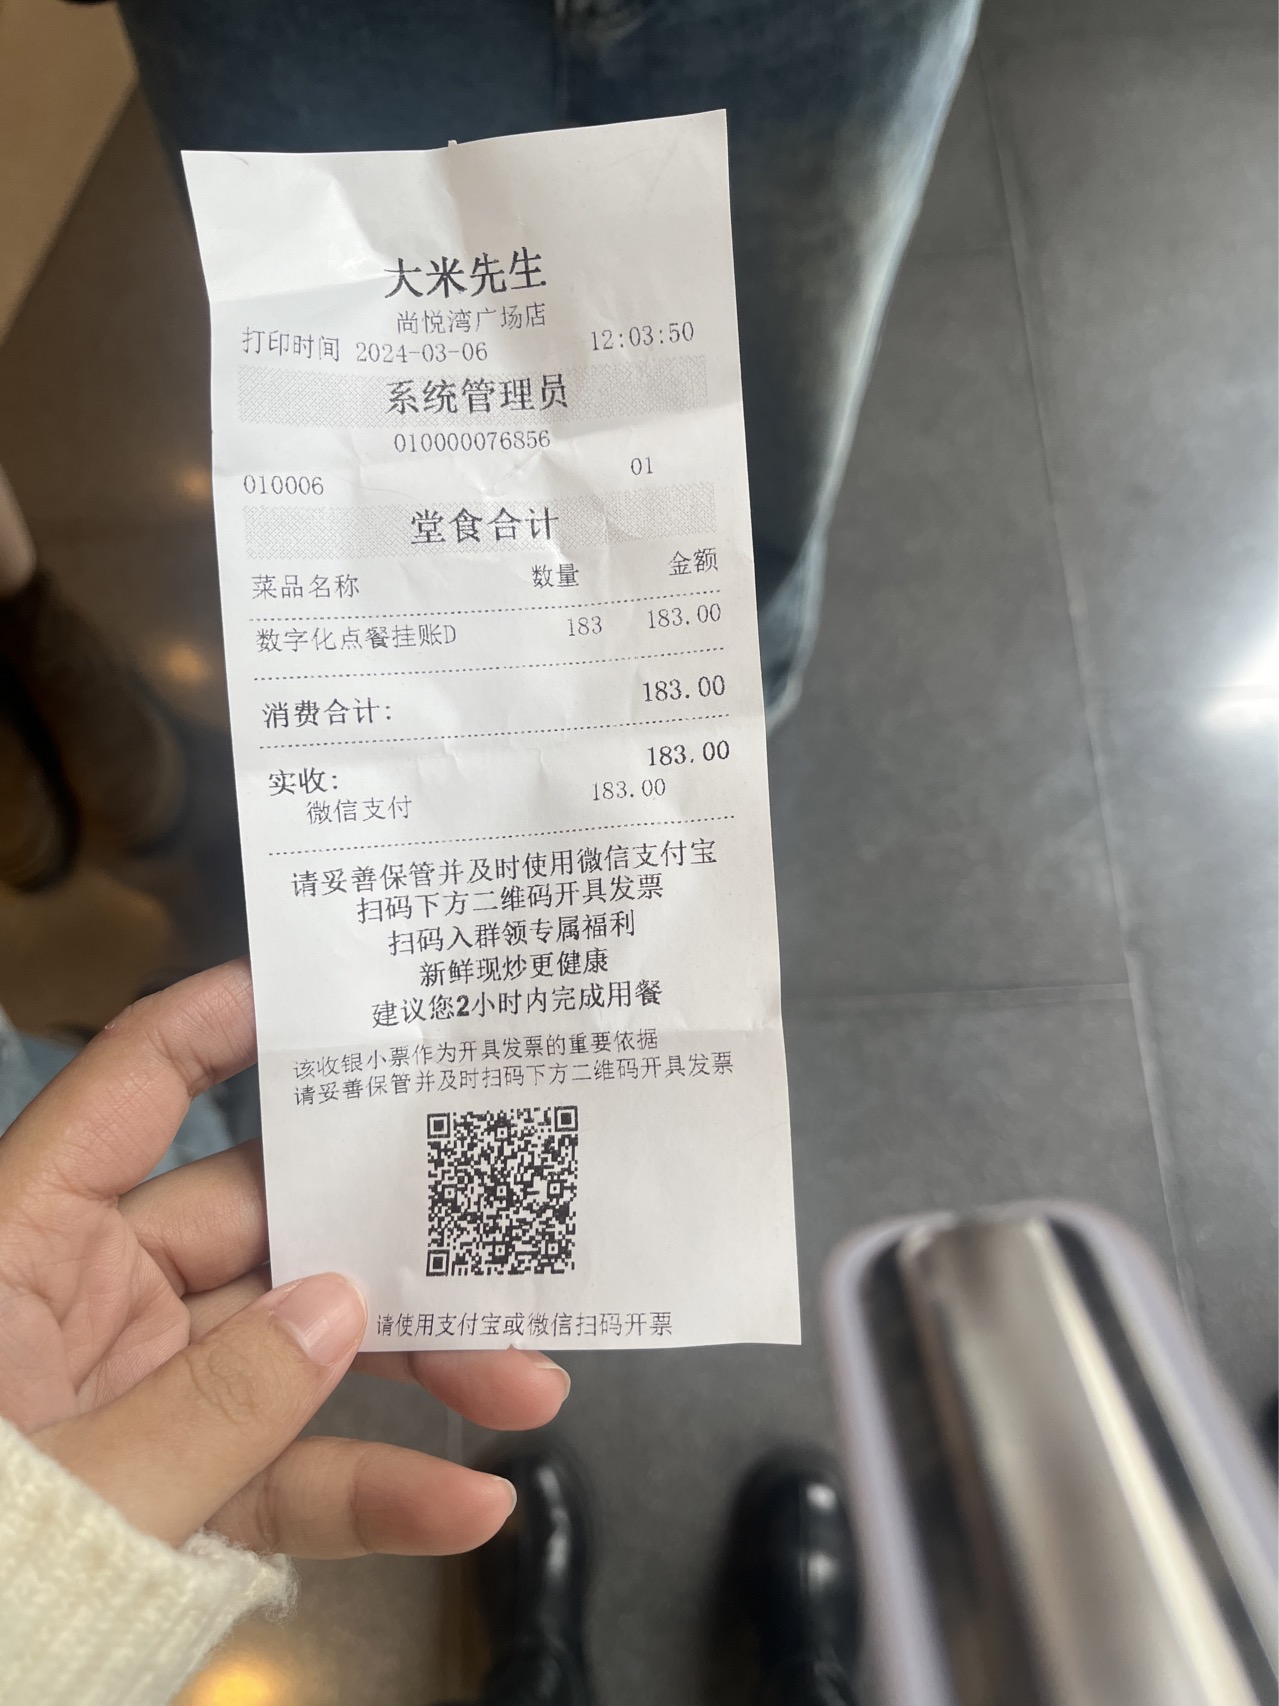 大米先生
尚悦湾广场店
打印时间 2024-03-06 12:03:50
系统管理员
010000076856
010006 01
堂食合计
菜品名称 数量 金额
数字化点餐挂账D 183 183.00
消费合计: 183.00
实收: 183.00
微信支付 183.00
请妥善保管并及时使用微信支付宝
扫码下方二维码开具发票
扫码入群领专属福利
新鲜现炒更健康
建议您2小时内完成用餐
该收银小票作为开具发票的重要依据
请妥善保管并及时扫码下方二维码开具发票
请使用支付宝或微信扫码开票